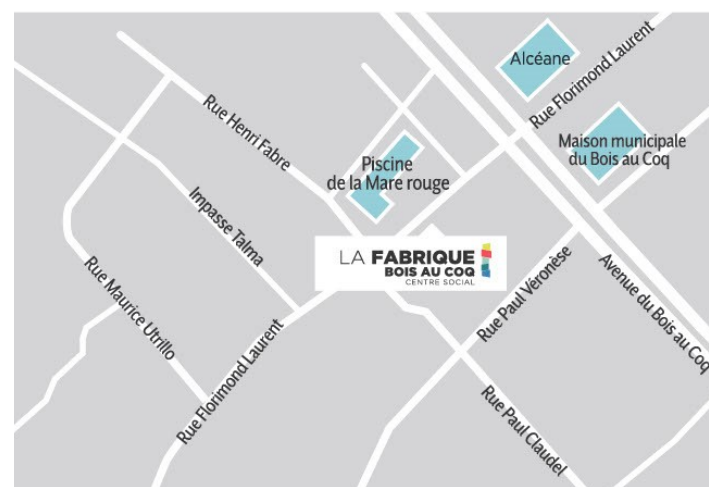 Alcéane
Rue Florimond Laurent
Rue Henri Fabre
Maison municipale
du Bois au Coq
Piscine
de la Mare rouge
Impasse Talma
LA FABRIQUE
BOIS AU COQ
CENTRE SOCIAL
Rue Paul Véronèse
Avenue du Bois au Coq
Rue Maurice Utrillo
Rue Florimond Laurent
Rue Paul Claudel